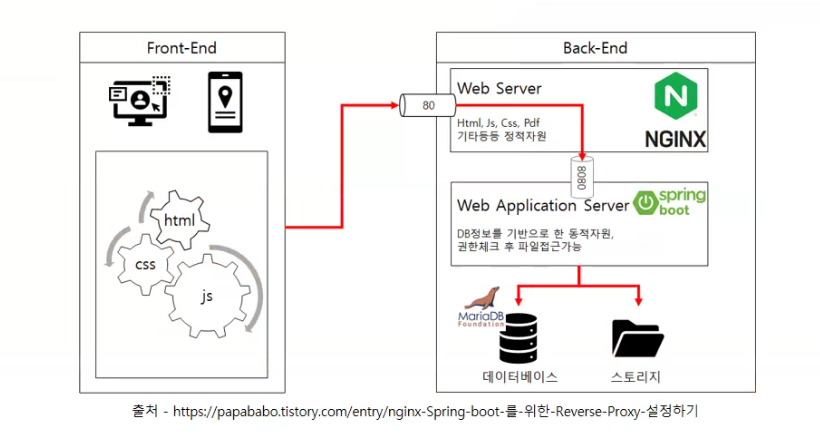 Front-End
html
css
js
Back-End
80
Web Server
Html, Js, Css, Pdf
기타등등 정적자원
NGINX
8080
Web Application Server
spring
boot
DB정보를 기반으로 한 동적자원,
권한체크 후 파일접근가능
MariaDB
Foundation
데이터베이스
스토리지
출처 - https://papababo.tistory.com/entry/nginx-Spring-boot-를-위한-Reverse-Proxy-설정하기